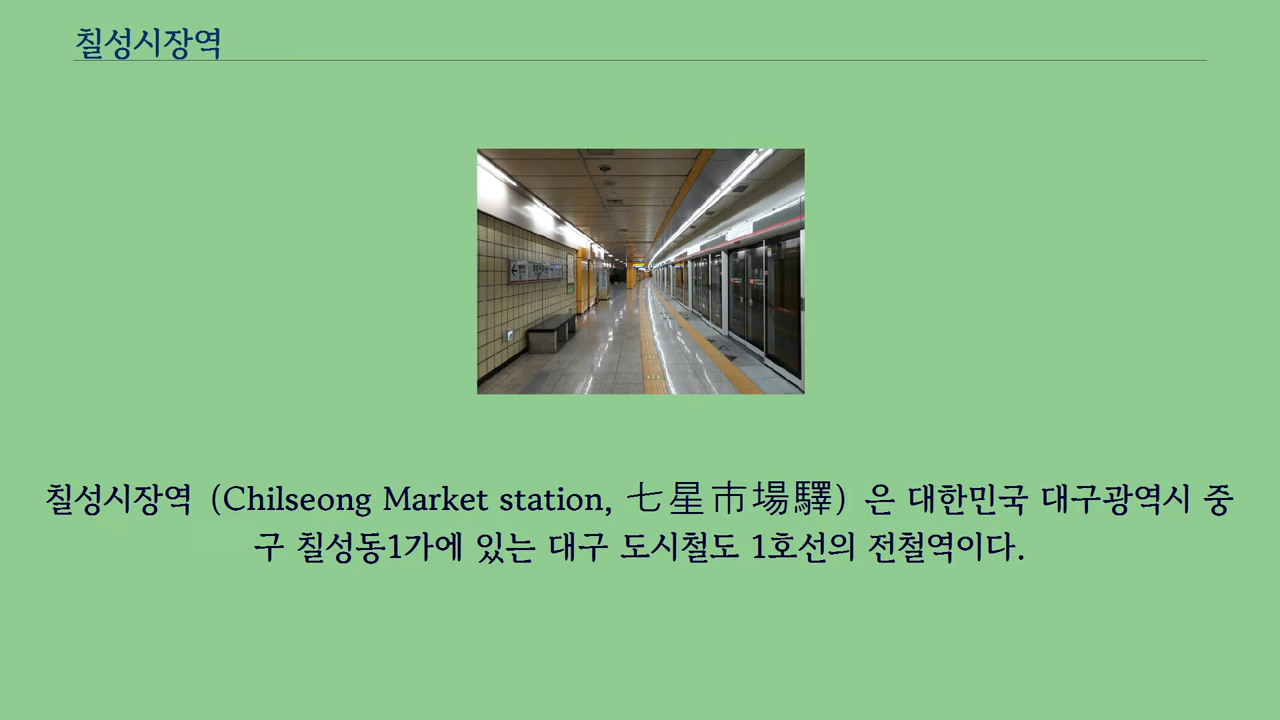 칠성시장역
칠성시장역 (Chilseong Market station, 七星市場驛) 은 대한민국 대구광역시 중
구 칠성동1가에 있는 대구 도시철도 1호선의 전철역이다.